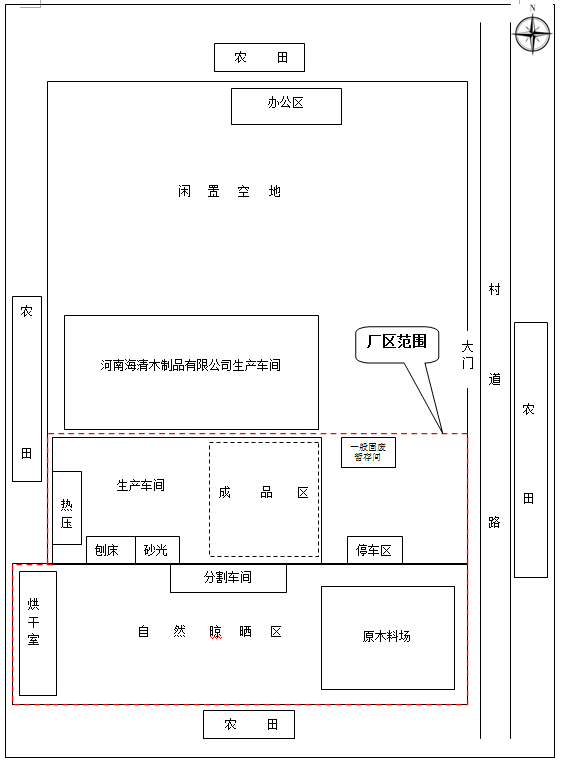 N
农 田
办公区
闲 置 空 地
农
田
河南海清木制品有限公司生产车间
厂区范围
大
门
村
道
路
农
田
一般固废
暂存间
生产车间
成 品 区
热
压
刨床
砂光
停车区
分割车间
烘
干
室
自 然 晾 晒 区
原木料场
农 田